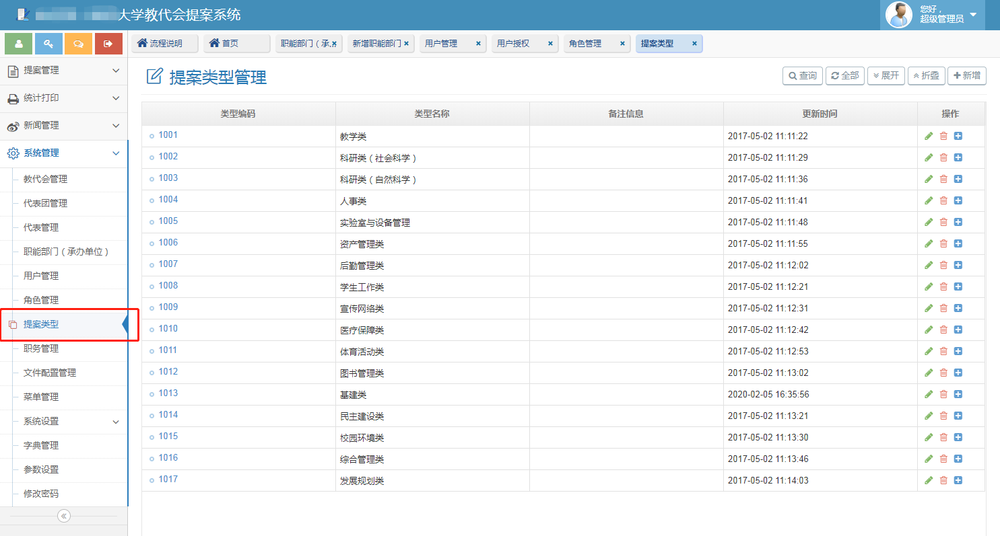 大学教代会提案系统
您好，
超级管理员
流程说明
首页
职能部门（承..
新增职能部门
用户管理
用户授权
角色管理
提案类型
提案管理
统计打印
新闻管理
系统管理
教代会管理
代表团管理
代表管理
职能部门（承办单位）
用户管理
角色管理
提案类型
职务管理
文件配置管理
菜单管理
系统设置
字典管理
参数设置
修改密码
提案类型管理
查询 全部 展开 折叠 新增
类型编码 类型名称 备注信息 更新时间 操作
1001 教学类 2017-05-02 11:11:22
1002 科研类（社会科学） 2017-05-02 11:11:29
1003 科研类（自然科学） 2017-05-02 11:11:36
1004 人事类 2017-05-02 11:11:41
1005 实验室与设备管理 2017-05-02 11:11:48
1006 资产管理类 2017-05-02 11:11:55
1007 后勤管理类 2017-05-02 11:12:02
1008 学生工作类 2017-05-02 11:12:21
1009 宣传网络类 2017-05-02 11:12:31
1010 医疗保障类 2017-05-02 11:12:42
1011 体育活动类 2017-05-02 11:12:53
1012 图书管理类 2017-05-02 11:13:02
1013 基建类 2020-02-05 16:35:56
1014 民主建设类 2017-05-02 11:13:21
1015 校园环境类 2017-05-02 11:13:30
1016 综合管理类 2017-05-02 11:13:46
1017 发展规划类 2017-05-02 11:14:03